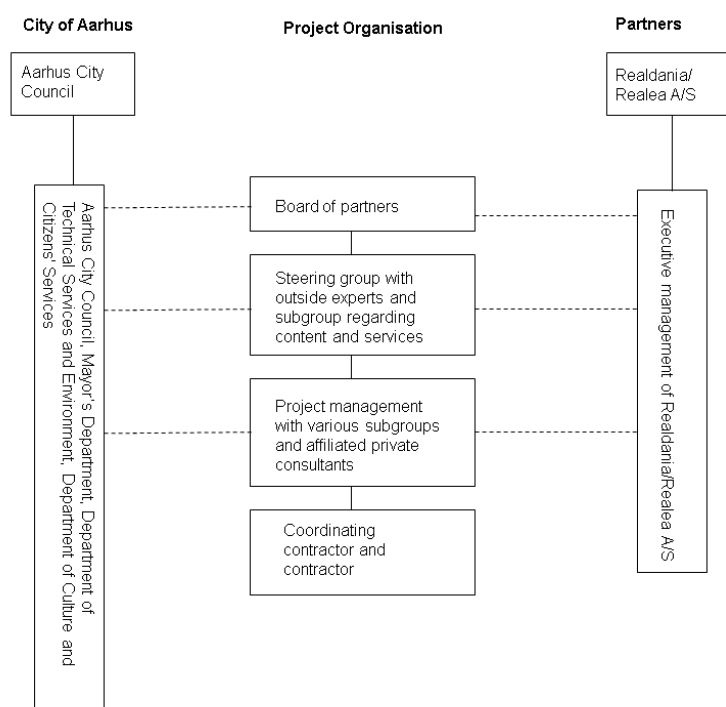 City of Aarhus
Project Organisation
Partners
Aarhus City
Council
Realdania/
Realea A/S
Aarhus City Council, Mayor's Department, Department of
Technical Services and Environment, Department of Culture and
Citizens' Services
Board of partners
Steering group with
outside experts and
subgroup regarding
content and services
Project management
with various subgroups
and affiliated private
consultants
Coordinating
contractor and
contractor
Executive management of Realdania/Realea A/S